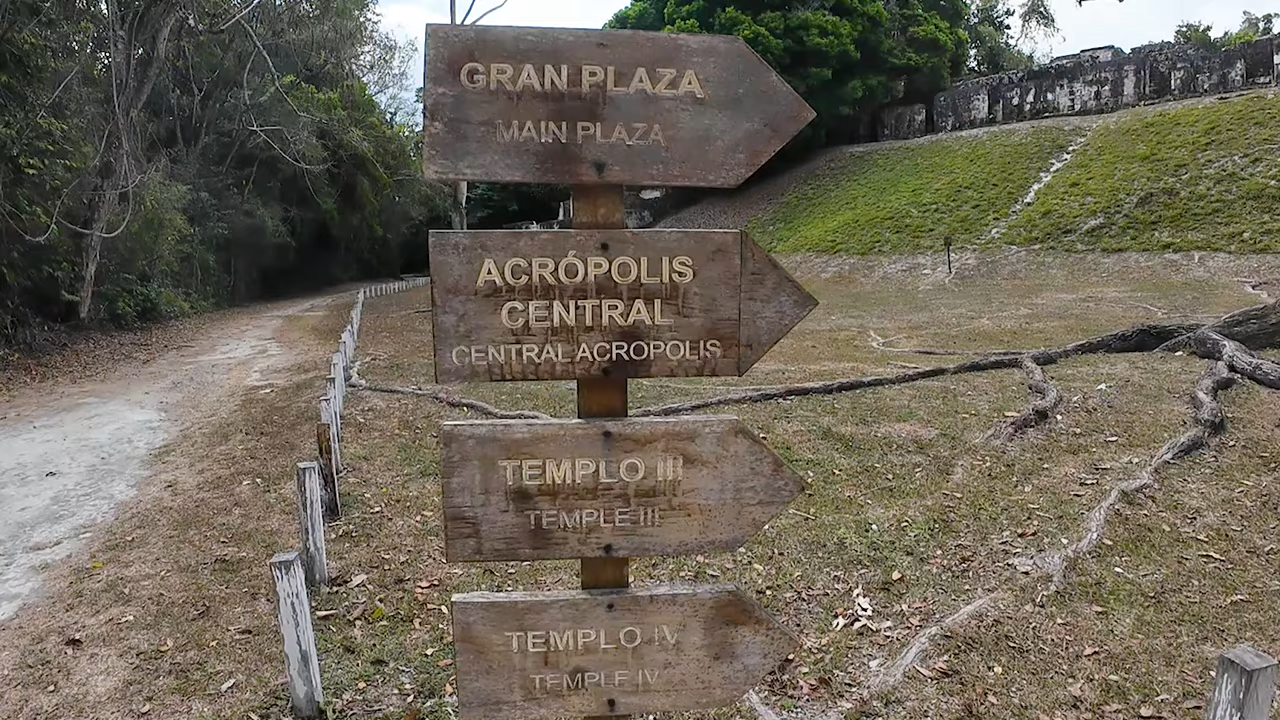 GRAN PLAZA
MAIN PLAZA
ACRÓPOLIS
CENTRAL
CENTRAL ACROPOLIS
TEMPLO III
TEMPLE III
TEMPLO IV
TEMPLE IV